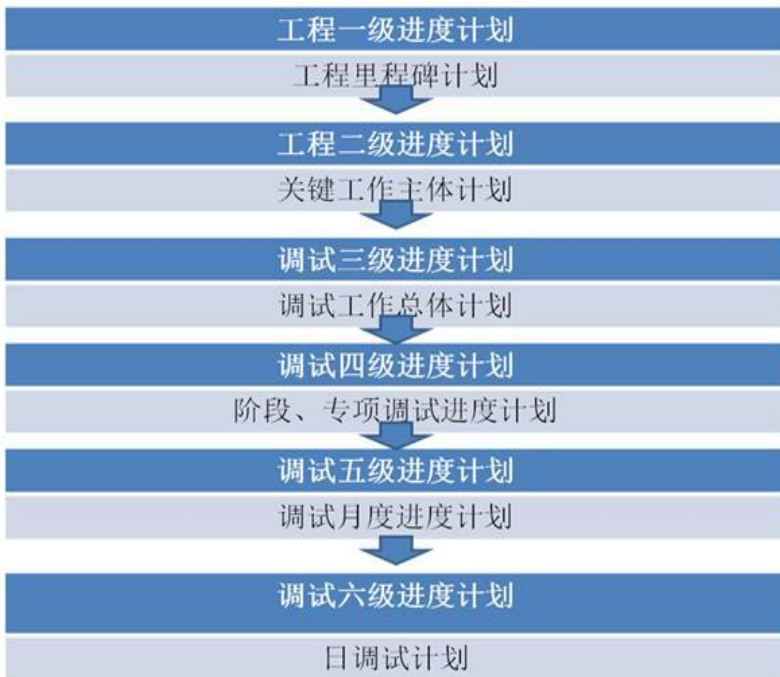 工程一级进度计划
工程里程碑计划
工程二级进度计划
关键工作主体计划
调试三级进度计划
调试工作总体计划
调试四级进度计划
阶段、专项调试进度计划
调试五级进度计划
调试月度进度计划
调试六级进度计划
日调试计划